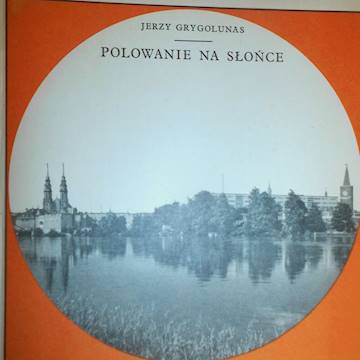 JERZY GRYGOLUNAS
POLOWANIE NA SŁOŃCE